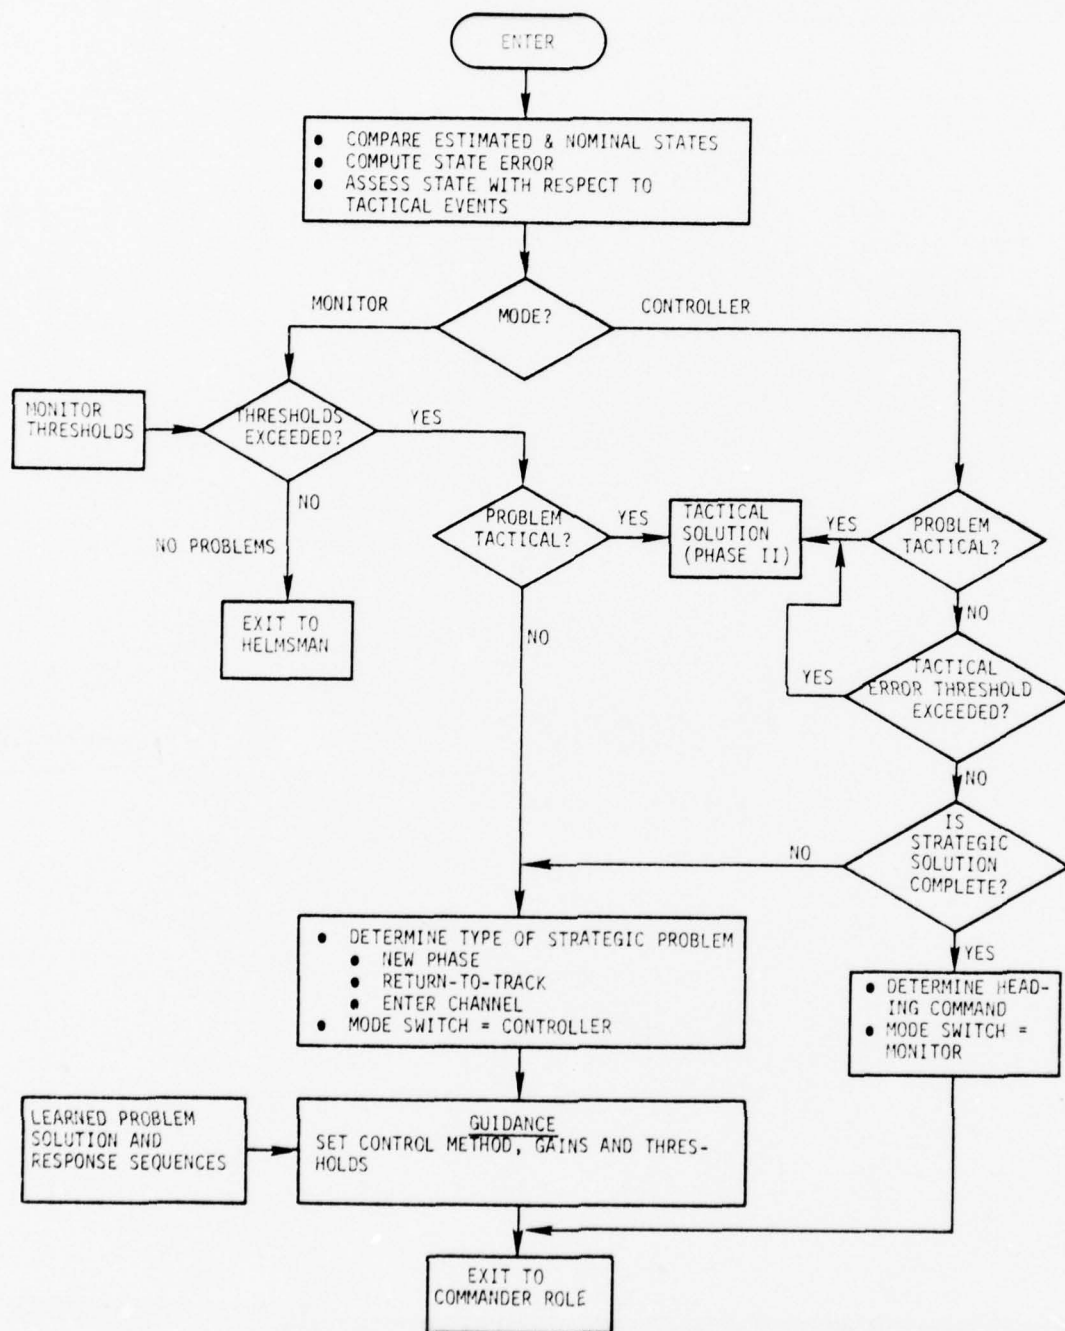 ENTER
• COMPARE ESTIMATED & NOMINAL STATES
• COMPUTE STATE ERROR
• ASSESS STATE WITH RESPECT TO
TACTICAL EVENTS
MODE?
MONITOR
CONTROLLER
MONITOR
THRESHOLDS
THRESHOLDS
EXCEEDED?
YES
NO
NO PROBLEMS
EXIT TO
HELMSMAN
PROBLEM
TACTICAL?
YES
NO
TACTICAL
SOLUTION
(PHASE II)
YES
PROBLEM
TACTICAL?
NO
YES
TACTICAL
ERROR THRESHOLD
EXCEEDED?
NO
IS
STRATEGIC
SOLUTION
COMPLETE?
NO
YES
• DETERMINE TYPE OF STRATEGIC PROBLEM
• NEW PHASE
• RETURN-TO-TRACK
• ENTER CHANNEL
• MODE SWITCH = CONTROLLER
• DETERMINE HEAD-
ING COMMAND
• MODE SWITCH =
MONITOR
LEARNED PROBLEM
SOLUTION AND
RESPONSE SEQUENCES
GUIDANCE
SET CONTROL METHOD, GAINS AND THRES-
HOLDS
EXIT TO
COMMANDER ROLE